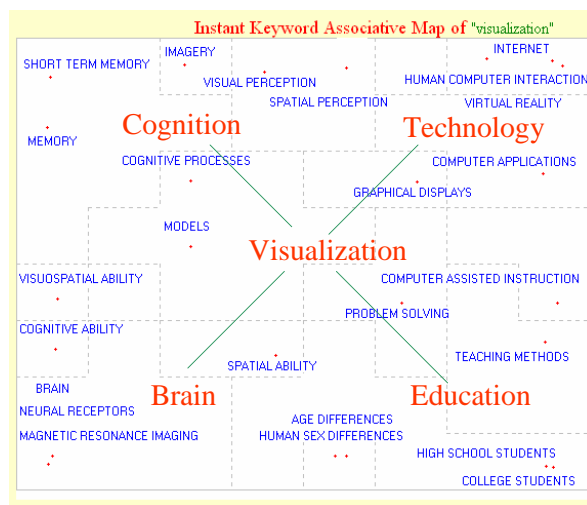 Instant Keyword Associative Map of "visualization"
SHORT TERM MEMORY
IMAGERY
VISUAL PERCEPTION
SPATIAL PERCEPTION
INTERNET
HUMAN COMPUTER INTERACTION
VIRTUAL REALITY
Cognition
Technology
MEMORY
COGNITIVE PROCESSES
COMPUTER APPLICATIONS
GRAPHICAL DISPLAYS
MODELS
Visualization
VISUOSPATIAL ABILITY
COMPUTER ASSISTED INSTRUCTION
PROBLEM SOLVING
COGNITIVE ABILITY
TEACHING METHODS
SPATIAL ABILITY
Brain
Education
BRAIN
NEURAL RECEPTORS
MAGNETIC RESONANCE IMAGING
AGE DIFFERENCES
HUMAN SEX DIFFERENCES
HIGH SCHOOL STUDENTS
COLLEGE STUDENTS